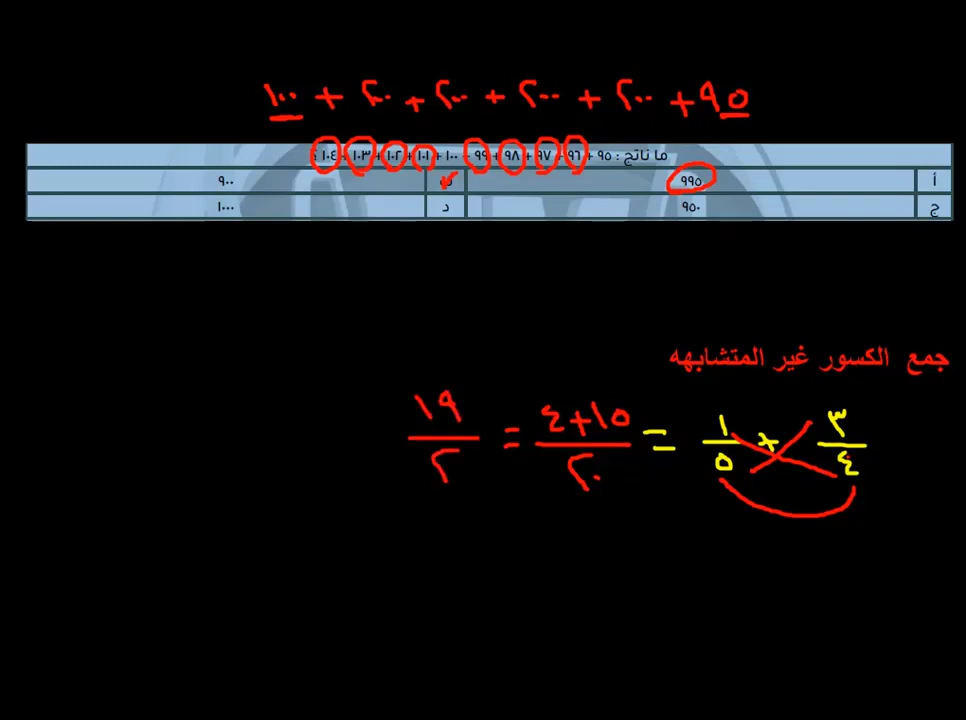 ٩٥ + ٢٠٠ + ٢٠٠ + ٢٠٠ + ٢٠٠ + ١٠٠
ما ناتج : ٩٥ + ٩٦ + ٩٧ + ٩٨ + ٩٩ + ١٠٠ + ١٠١ + ١٠٢ + ١٠٣ + ١٠٤ ؟
أ ٩٩٥ ب ٩٠٠
ج ٩٥٠ د ١٠٠٠
جمع الكسور غير المتشابهه
٣/٤ + ١/٥ = ١٥+٤/٢٠ = ١٩/٢